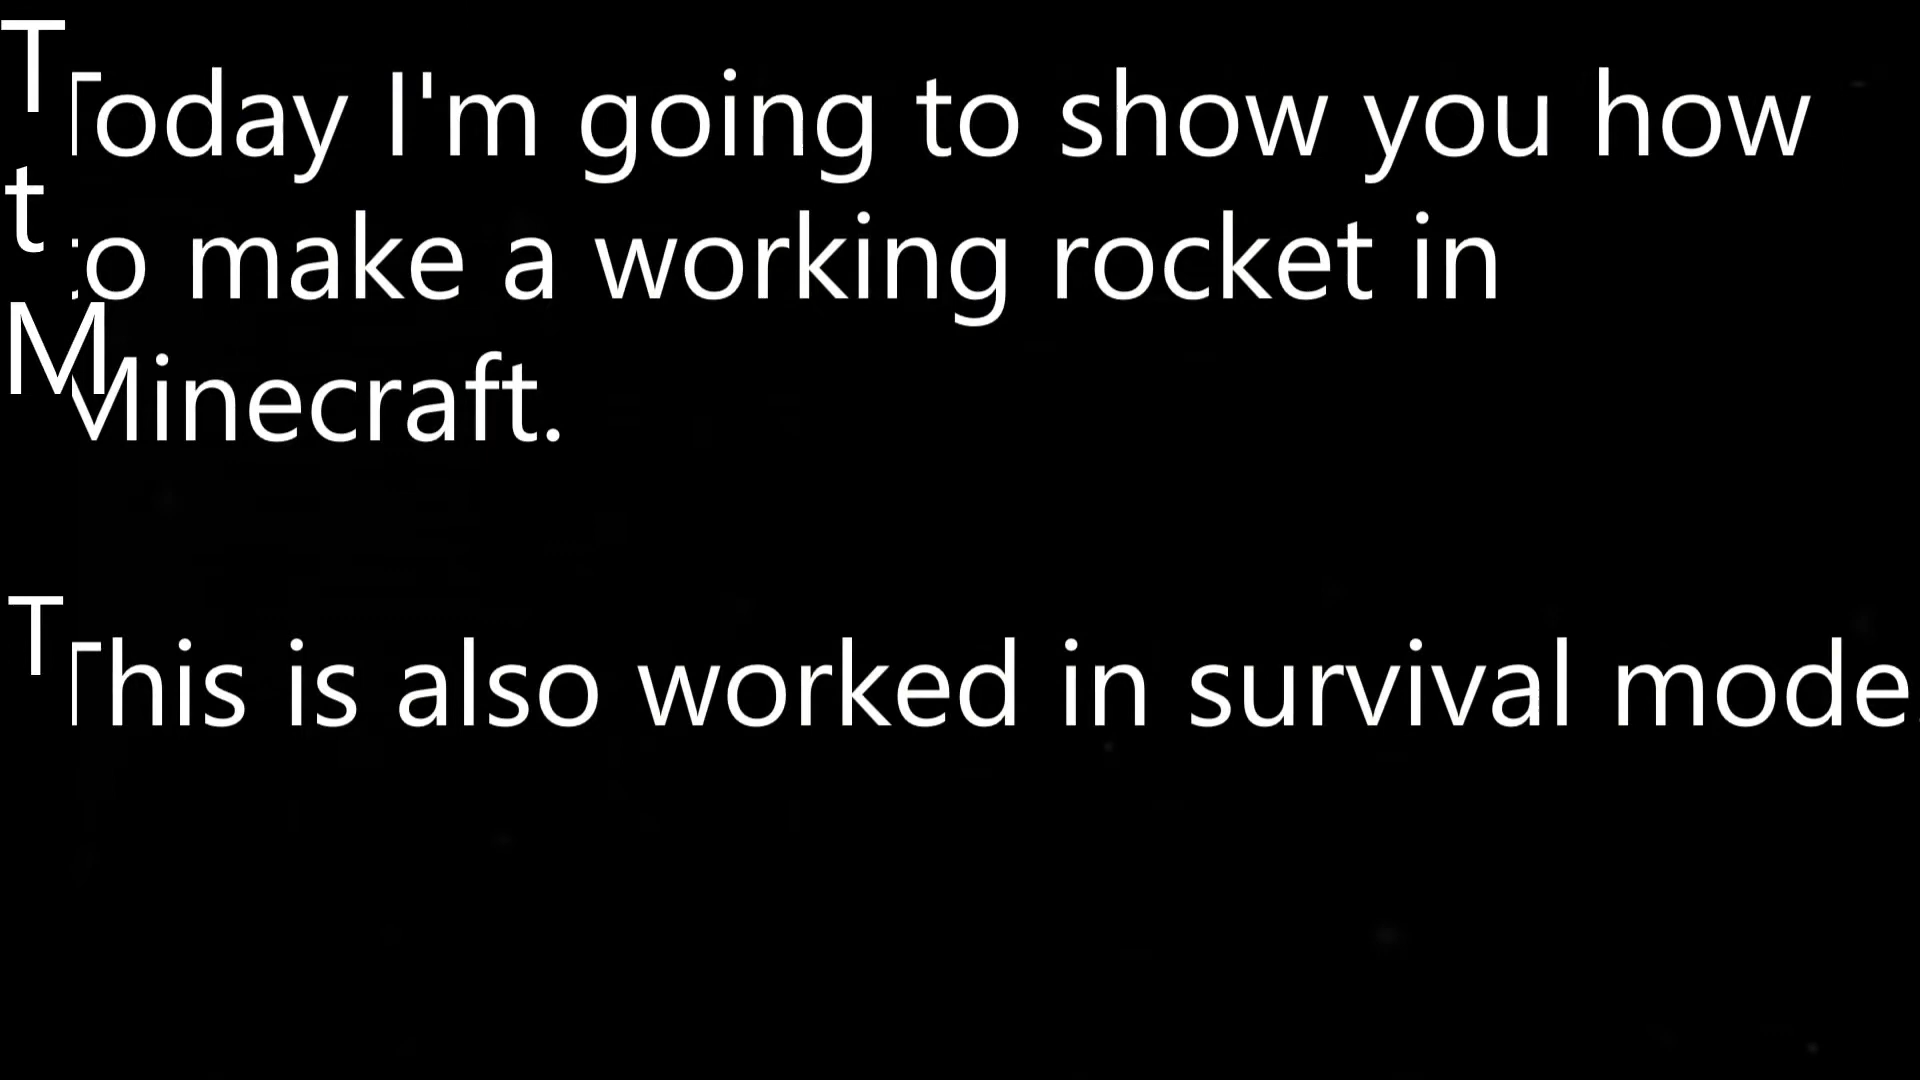 Today I'm going to show you how
to make a working rocket in
Minecraft.
This is also worked in survival mode.